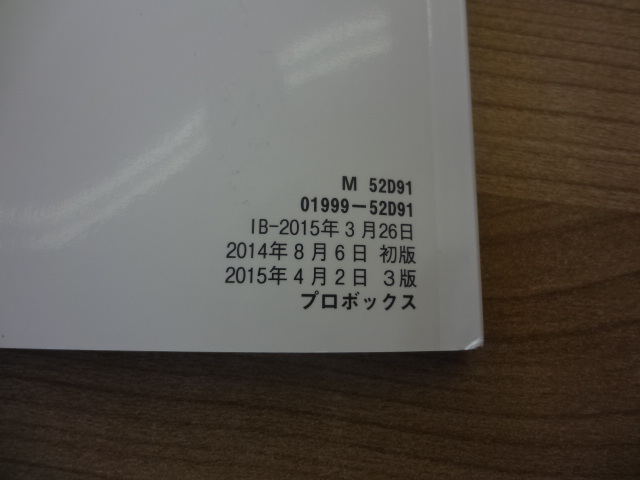 M 52D91
01999-52D91
IB-2015年3月26日
2014年8月6日 初版
2015年4月2日 3版
プロボックス